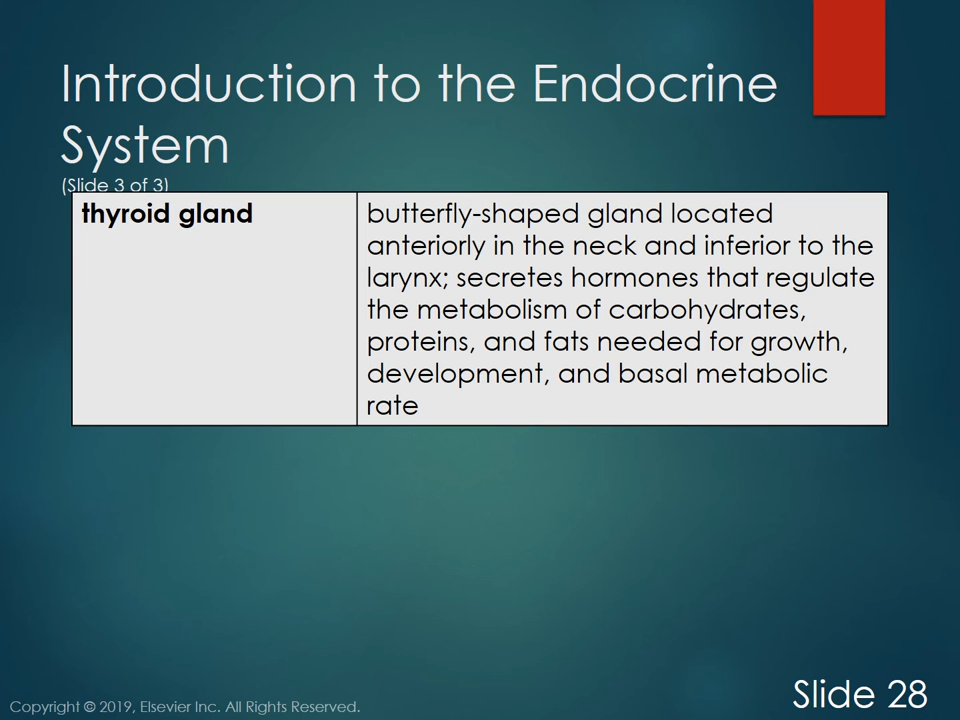 Introduction to the Endocrine
System
(Slide 3 of 3)
thyroid gland
butterfly-shaped gland located
anteriorly in the neck and inferior to the
larynx; secretes hormones that regulate
the metabolism of carbohydrates,
proteins, and fats needed for growth,
development, and basal metabolic
rate
Copyright © 2019, Elsevier Inc. All Rights Reserved.
Slide 28